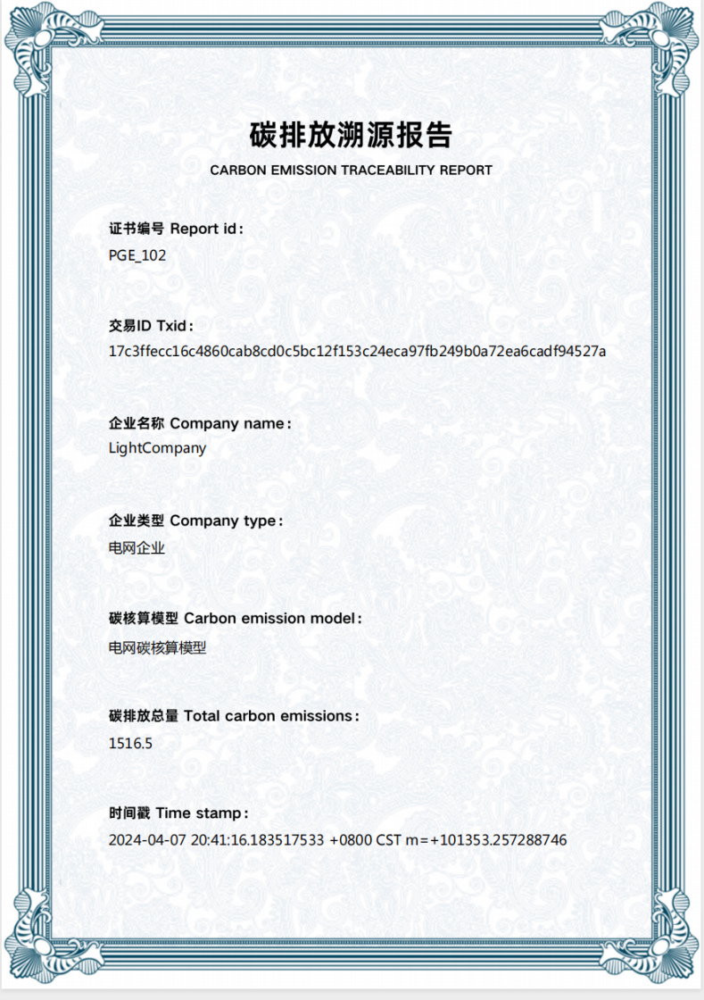 碳排放溯源报告
CARBON EMISSION TRACEABILITY REPORT
证书编号 Report id：
PGE_102
交易ID Txid：
17c3ffecc16c4860cab8cd0c5bc12f153c24eca97fb249b0a72ea6cadf94527a
企业名称 Company name：
LightCompany
企业类型 Company type：
电网企业
碳核算模型 Carbon emission model：
电网碳核算模型
碳排放总量 Total carbon emissions：
1516.5
时间戳 Time stamp：
2024-04-07 20:41:16.183517533 +0800 CST m=+101353.257288746